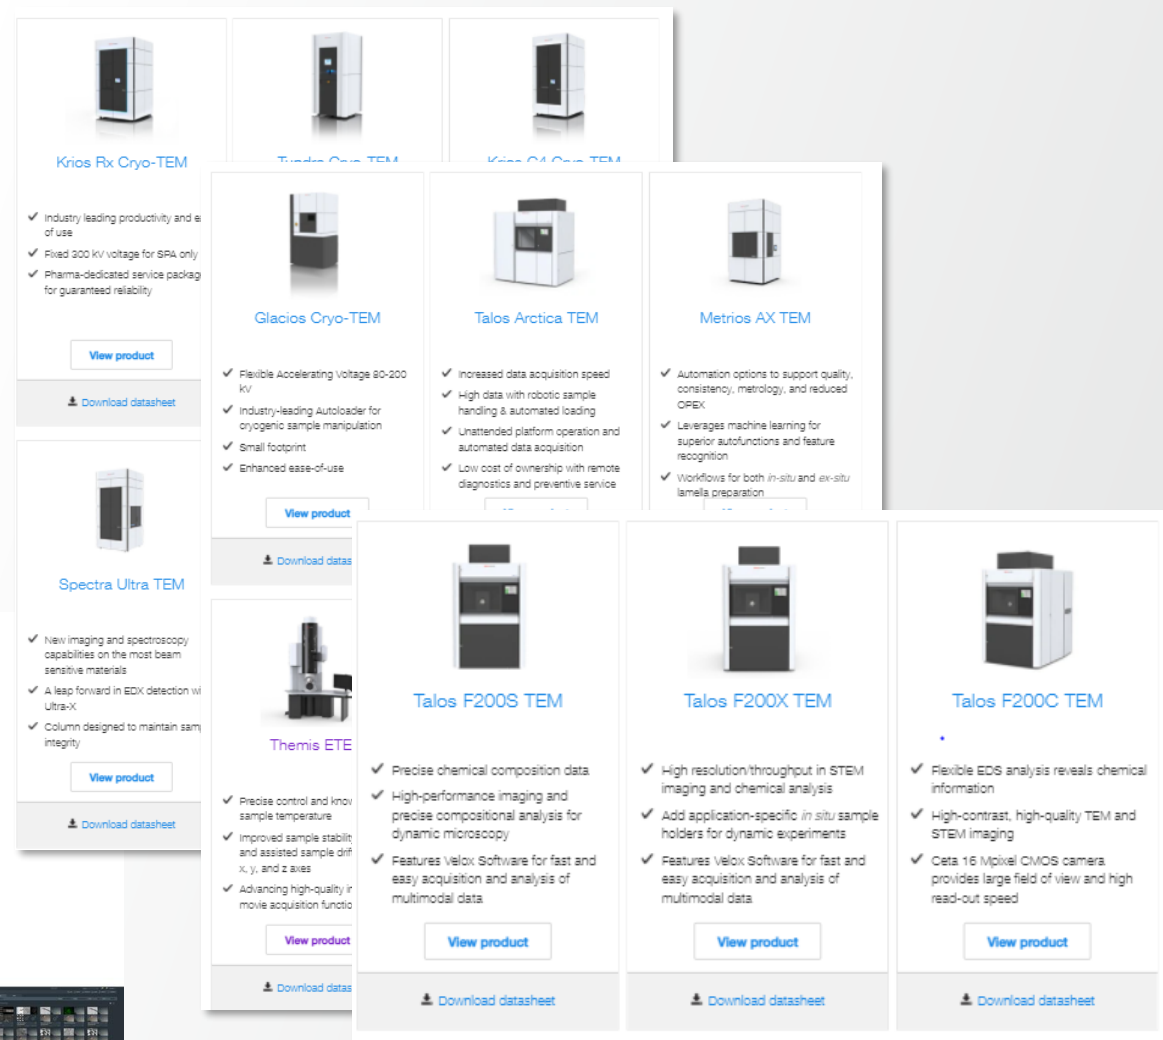 Krios Rx Cryo-TEM
Tundra Cryo-TEM
Krios G4 Cryo-TEM
Industry leading productivity and
of use
Fixed 300 kV voltage for SPA only
Pharma-dedicated service
for guaranteed reliability
View product
Download datasheet
Spectra Ultra TEM
New imaging and spectroscopy
capabilities on the most beam
sensitive materials
A leap forward in EDX detection
Ultra-X
Column designed to maintain
integrity
View product
Download datasheet
Glacios Cryo-TEM
Flexible Accelerating Voltage 80-200
kV
Industry-leading Autoloader for
cryogenic sample manipulation
Small footprint
Enhanced ease-of-use
View product
Download
Talos Arctica TEM
Increased data acquisition speed
High data with robotic sample
handling & automated loading
Unattended platform operation and
automated data acquisition
Low cost of ownership with remote
diagnostics and preventive service
Metrios AX TEM
Automation options to support quality,
consistency, metrology, and reduced
OPEX
Leverages machine learning for
superior autofunctions and feature
recognition
Workflows for both in-situ and ex-situ
lamella preparation
Themis ETE
Precise control and
sample temperature
Improved sample
and assisted sample
x, y, and z axes
Advancing high-quality
movie acquisition
View product
Download
Talos F200S TEM
Precise chemical composition data
High-performance imaging and
precise compositional analysis for
dynamic microscopy
Features Velox Software for fast and
easy acquisition and analysis of
multimodal data
View product
Download datasheet
Talos F200X TEM
High resolution/throughput in STEM
imaging and chemical analysis
Add application-specific in situ sample
holders for dynamic experiments
Features Velox Software for fast and
easy acquisition and analysis of
multimodal data
View product
Download datasheet
Talos F200C TEM
Flexible EDS analysis reveals chemical
information
High-contrast, high-quality TEM and
STEM imaging
Ceta 16 Mpixel CMOS camera
provides large field of view and high
read-out speed
View product
Download datasheet